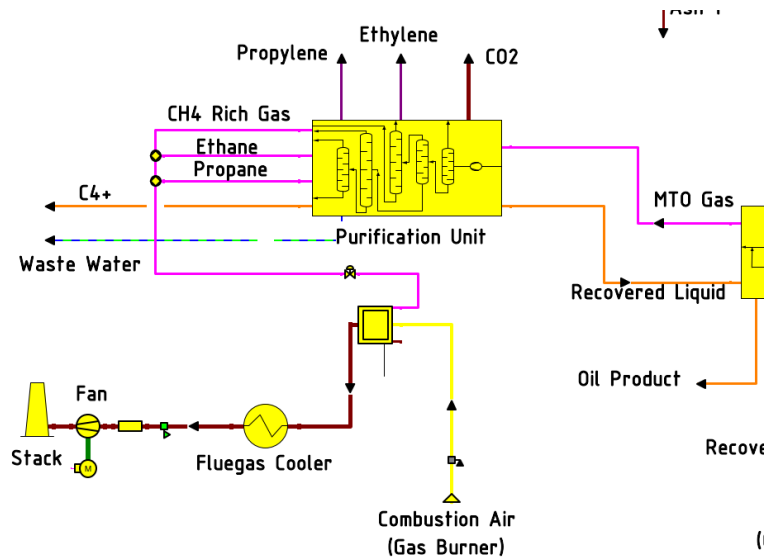 Ethylene
Propylene
CO2
CH4 Rich Gas
Ethane
Propane
C4+
MTO Gas
Purification Unit
Waste Water
Recovered Liquid
Oil Product
Fan
M
Stack
Fluegas Cooler
Recove
Combustion Air
(Gas Burner)